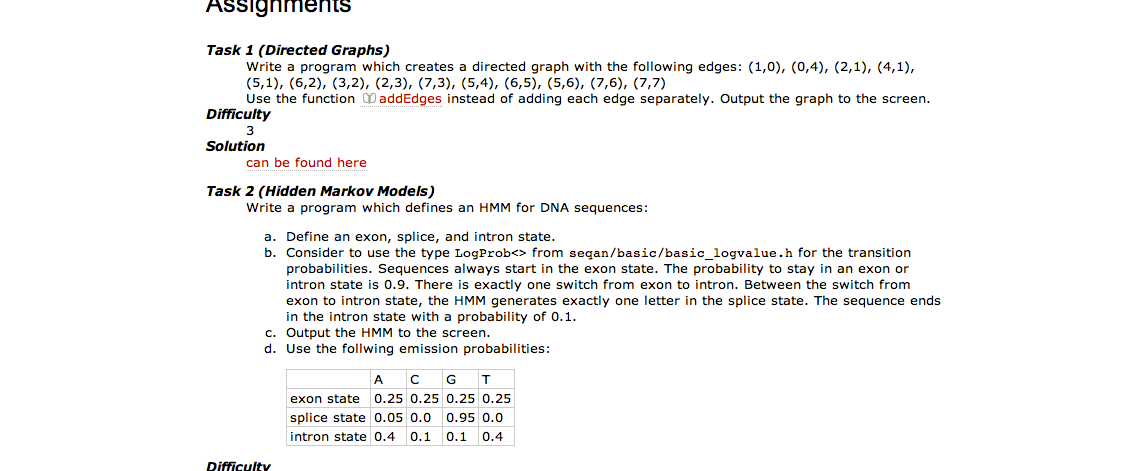 Assignments
Task 1 (Directed Graphs)
Write a program which creates a directed graph with the following edges: (1,0), (0,4), (2,1), (4,1),
(5,1), (6,2), (3,2), (2,3), (7,3), (5,4), (6,5), (5,6), (7,6), (7,7)
Use the function addEdges instead of adding each edge separately. Output the graph to the screen.
Difficulty
3
Solution
can be found here
Task 2 (Hidden Markov Models)
Write a program which defines an HMM for DNA sequences:
a. Define an exon, splice, and intron state.
b. Consider to use the type LogProb<> from seqan/basic/basic_logvalue.h for the transition
probabilities. Sequences always start in the exon state. The probability to stay in an exon or
intron state is 0.9. There is exactly one switch from exon to intron. Between the switch from
exon to intron state, the HMM generates exactly one letter in the splice state. The sequence ends
in the intron state with a probability of 0.1.
c. Output the HMM to the screen.
d. Use the follwing emission probabilities:
A C G T
exon state 0.25 0.25 0.25 0.25
splice state 0.05 0.0 0.95 0.0
intron state 0.4 0.1 0.1 0.4
Difficulty